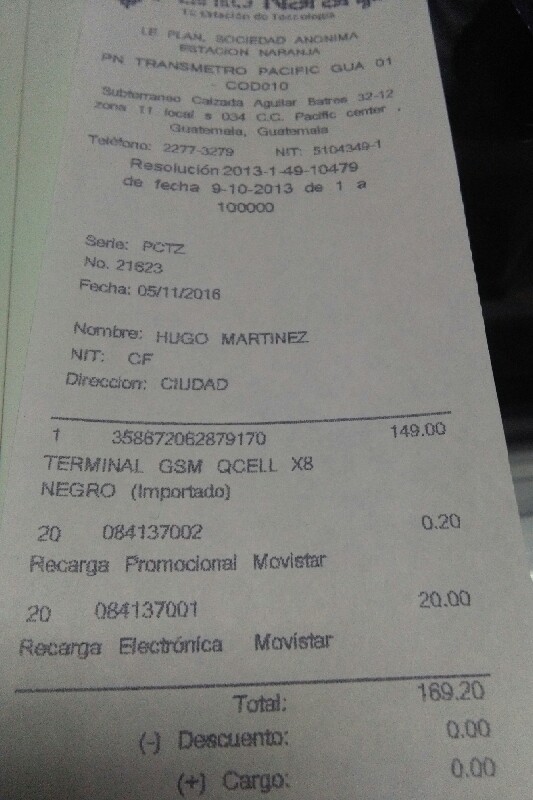 Tu Estación de Tecnología
LE PLAN, SOCIEDAD ANONIMA
ESTACION NARANJA
PN TRANSMETRO PACIFIC GUA 01
- COD010
Subterraneo Calzada Aguilar Batres 32-12
zona 11 local s 034 C.C. Pacific center ,
Guatemala, Guatemala
Teléfono: 2277-3279 NIT: 5104349-1
Resolución 2013-1-49-10479
de fecha 9-10-2013 de 1 a
100000
Serie: PCTZ
No. 21623
Fecha: 05/11/2016
Nombre: HUGO MARTINEZ
NIT: CF
Direccion: CIUDAD
1 358672062879170 149.00
TERMINAL GSM QCELL X8
NEGRO (Importado)
20 084137002 0.20
Recarga Promocional Movistar
20 084137001 20.00
Recarga Electrónica Movistar
Total: 169.20
(-) Descuento: 0.00
(+) Cargo: 0.00